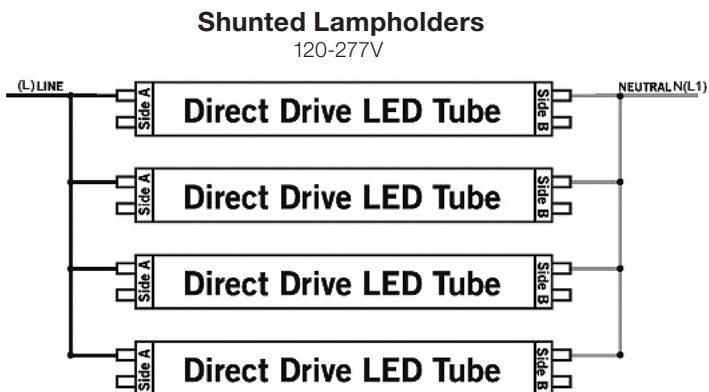 Shunted Lampholders
120-277V
(L) LINE
NEUTRAL N(L1)
Side A Direct Drive LED Tube Side B
Side A Direct Drive LED Tube Side B
Side A Direct Drive LED Tube Side B
Side A Direct Drive LED Tube Side B